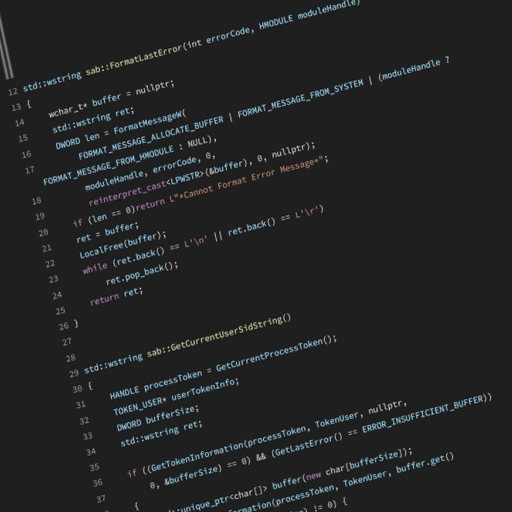 12 std::wstring sab::FormatLastError(int errorCode, HMODULE moduleHandle)
13 {
14 wchar_t* buffer = nullptr;
15 std::wstring ret;
16 DWORD len = FormatMessageW(
17 FORMAT_MESSAGE_ALLOCATE_BUFFER | FORMAT_MESSAGE_FROM_SYSTEM | (moduleHandle ?
FORMAT_MESSAGE_FROM_HMODULE : NULL),
18 moduleHandle, errorCode, 0,
19 reinterpret_cast<LPWSTR>(&buffer), 0, nullptr);
20 if (len == 0)return L"*Cannot Format Error Message*";
21 ret = buffer;
22 LocalFree(buffer);
23 while (ret.back() == L'\n' || ret.back() == L'\r')
24 ret.pop_back();
25 return ret;
26 }
27
28
29 std::wstring sab::GetCurrentUserSidString()
30 {
31 HANDLE processToken = GetCurrentProcessToken();
32 TOKEN_USER* userTokenInfo;
33 DWORD bufferSize;
34 std::wstring ret;
35
36 if ((GetTokenInformation(processToken, TokenUser, nullptr,
37 0, &bufferSize) == 0) && (GetLastError() == ERROR_INSUFFICIENT_BUFFER))
{
unique_ptr<char[]> buffer(new char[bufferSize]);
(processToken, TokenUser, buffer.get()
!= 0) {